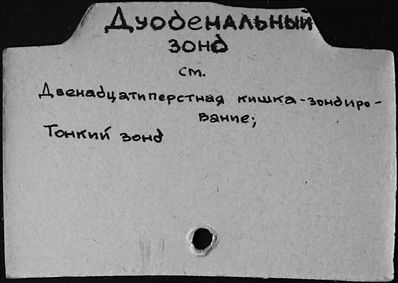 Дуоденальный
зонд
см.
Двенадцатиперстная кишка-зондиро-
вание;
Тонкий зонд